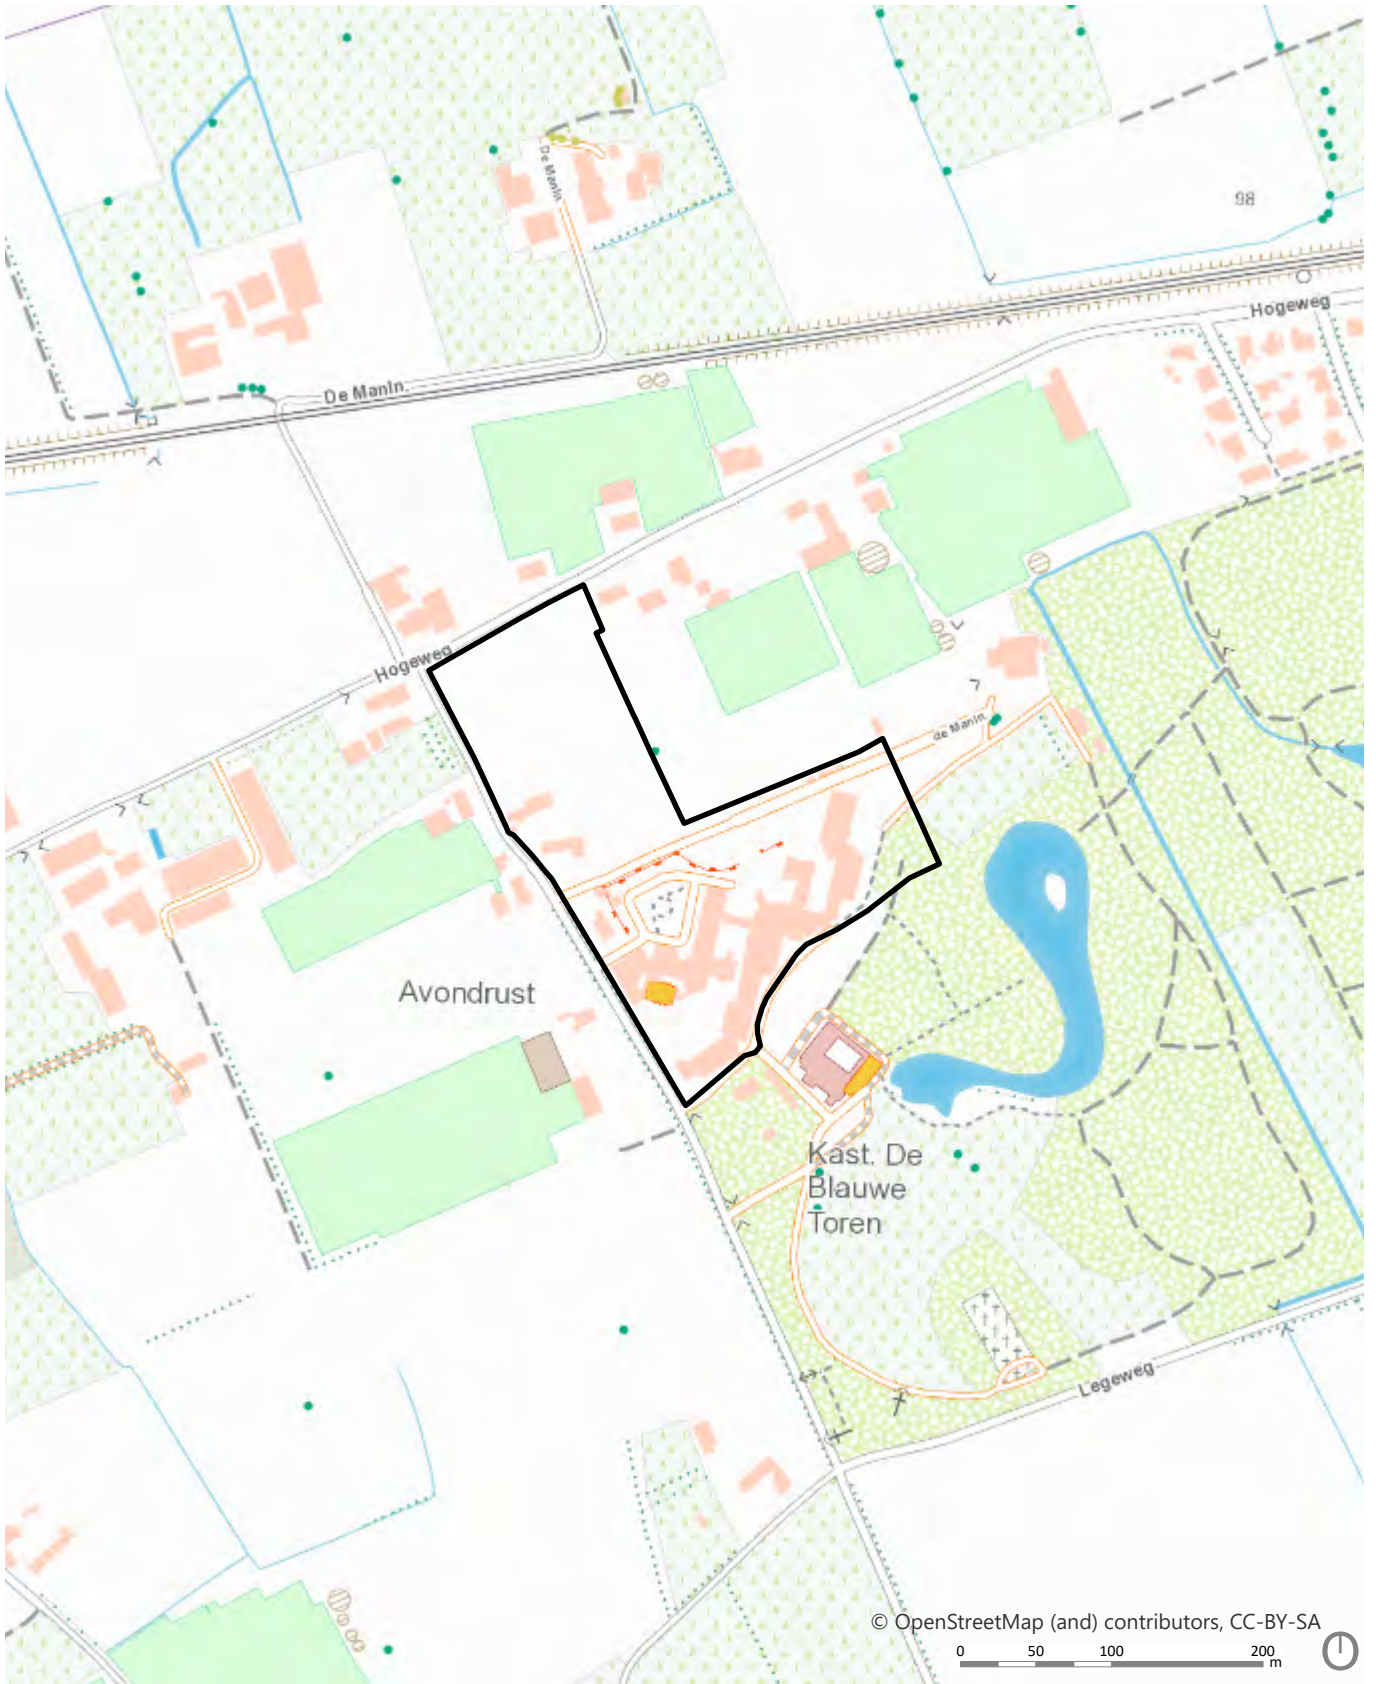 De Manln
98
Hogeweg
De Manln.
Hogeweg
de Manln
Avondrust
Kast. De
Blauwe
Toren
Legeweg
© OpenStreetMap (and) contributors, CC-BY-SA
0 50 100 200
m